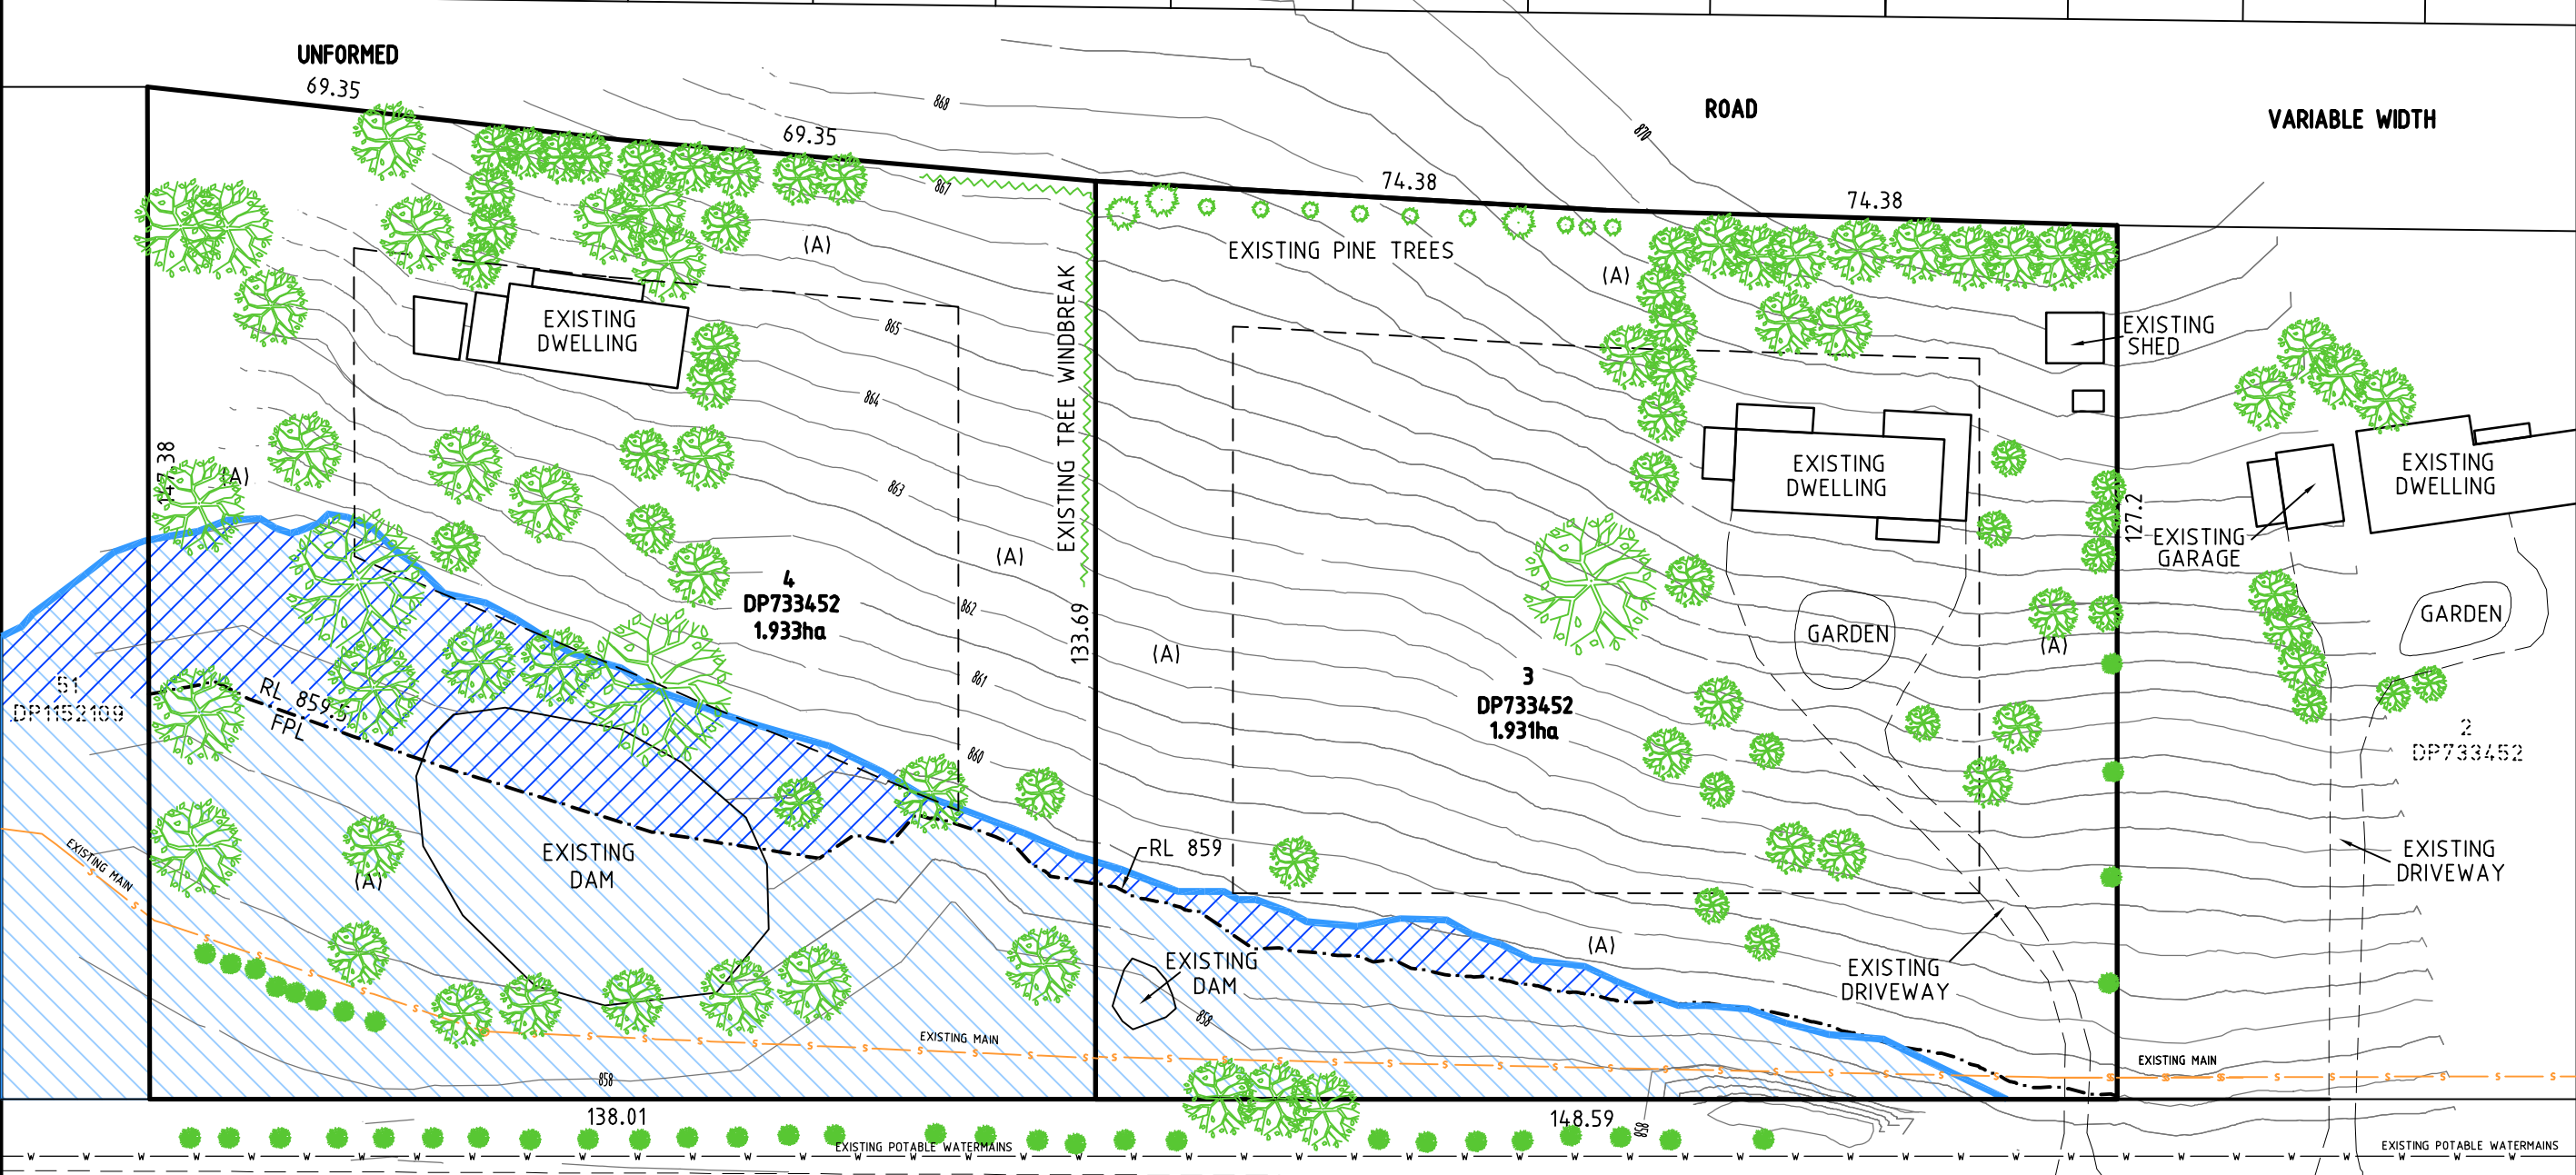 UNFORMED
69.35
868
870
ROAD
VARIABLE WIDTH
69.35
867
74.38
74.38
(A)
EXISTING PINE TREES
(A)
EXISTING
DWELLING
865
EXISTING TREE WINDBREAK
EXISTING
SHED
864
147.38
(A)
863
EXISTING
DWELLING
EXISTING
DWELLING
127.2
EXISTING
GARAGE
(A)
4
DP733452
1.933ha
862
133.69
(A)
GARDEN
GARDEN
(A)
861
3
DP733452
1.931ha
51
DP1152109
RL 859.5
FPL
860
2
DP733452
EXISTING
DAM
(A)
RL 859
EXISTING
DRIVEWAY
EXISTING MAIN
(A)
EXISTING
DAM
EXISTING
DRIVEWAY
858
EXISTING MAIN
EXISTING MAIN
858
138.01
148.59
858
EXISTING POTABLE WATERMAINS
EXISTING POTABLE WATERMAINS